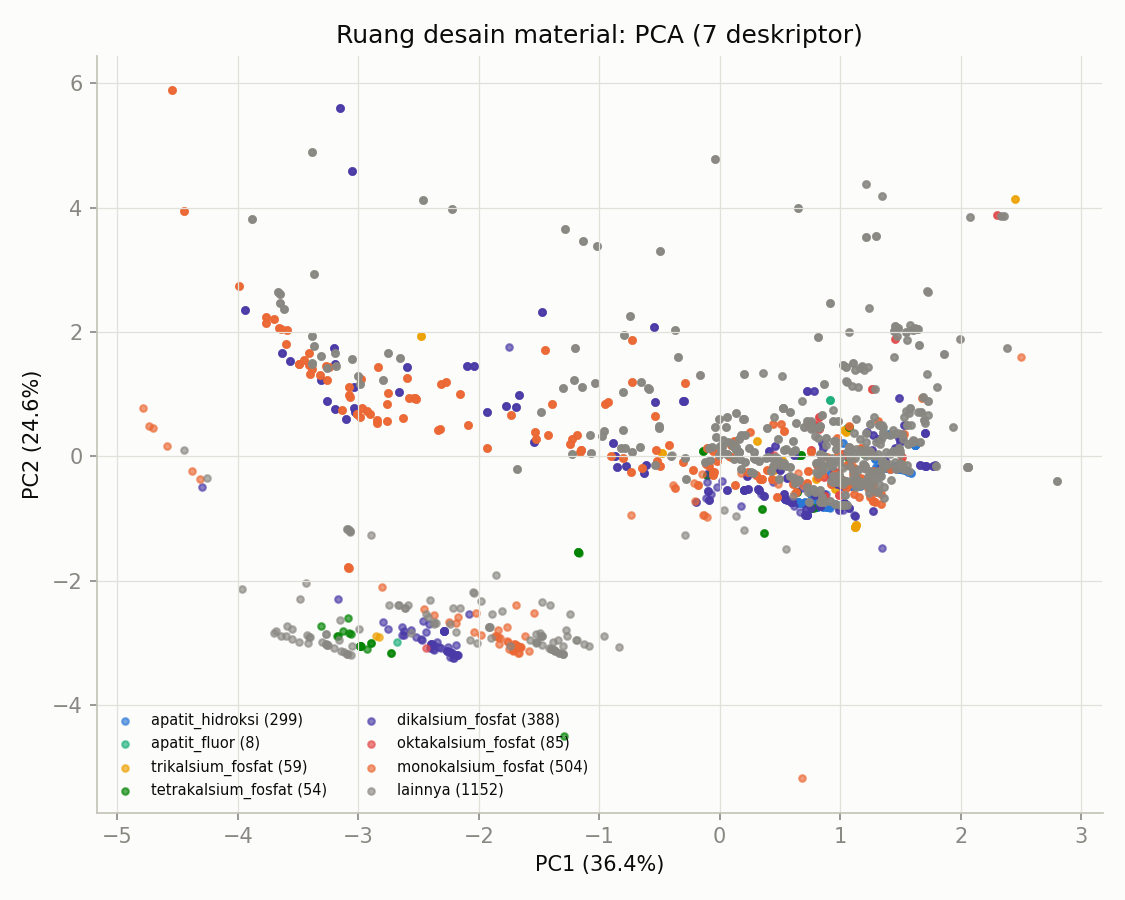 Ruang desain material: PCA (7 deskriptor)
6
4
2
0
−2
−4
PC2 (24.6%)
apatit_hidroksi (299)
apatit_fluor (8)
trikalsium_fosfat (59)
tetrakalsium_fosfat (54)
dikalsium_fosfat (388)
oktakalsium_fosfat (85)
monokalsium_fosfat (504)
lainnya (1152)
−5 −4 −3 −2 −1 0 1 2 3
PC1 (36.4%)